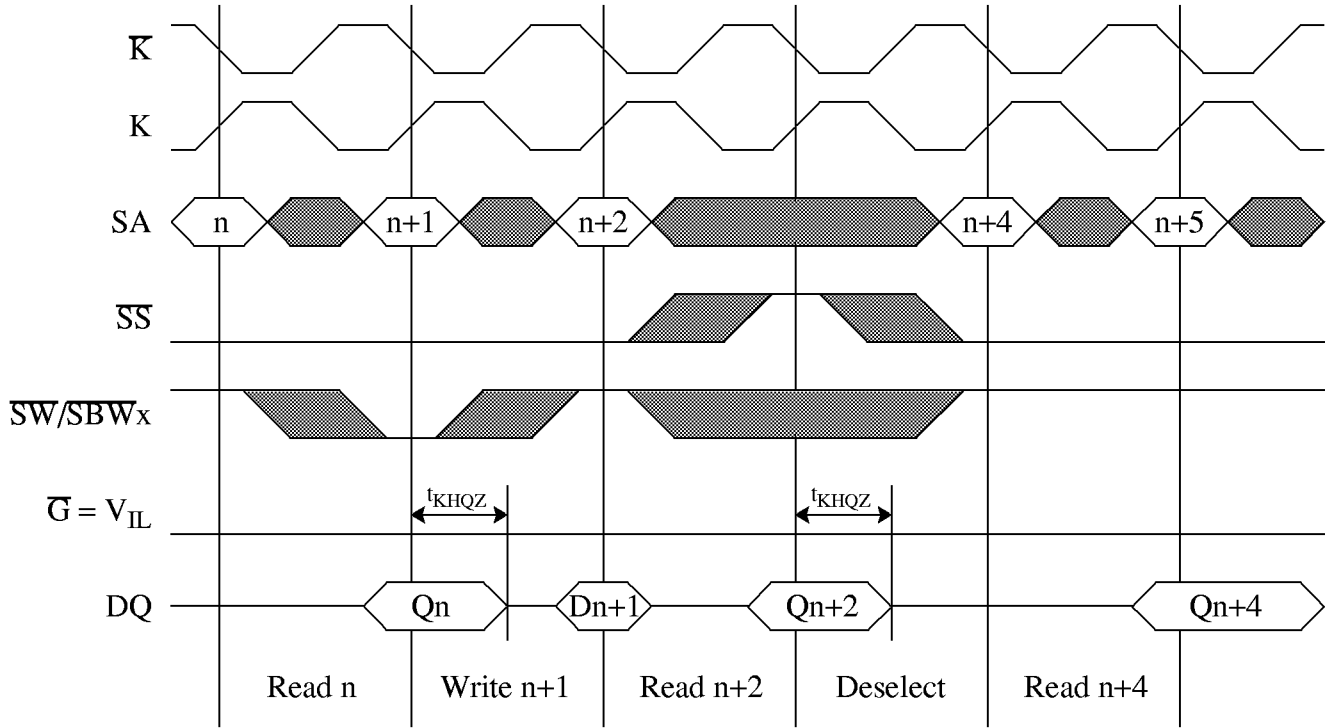 K̅
K
SA n n+1 n+2 n+4 n+5
S̅S̅
S̅W̅/S̅B̅W̅x
G̅ = VIL tKHQZ tKHQZ
DQ Qn Dn+1 Qn+2 Qn+4
Read n Write n+1 Read n+2 Deselect Read n+4